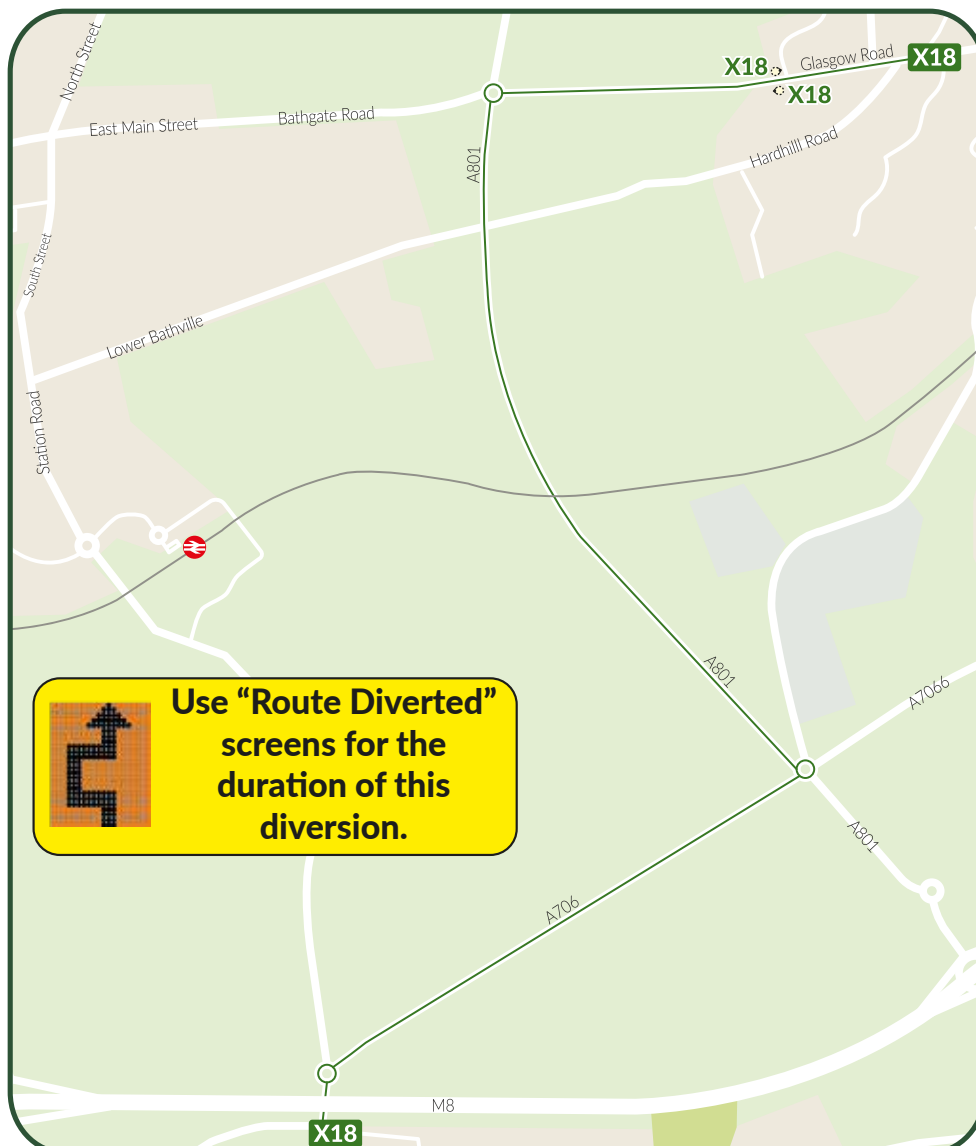 North Street
X18
Glasgow Road
X18
X18
East Main Street
Bathgate Road
A801
Hardhilll Road
South Street
Lower Bathville
Station Road
A801
A7066
Use “Route Diverted”
screens for the
duration of this
diversion.
A801
A706
M8
X18